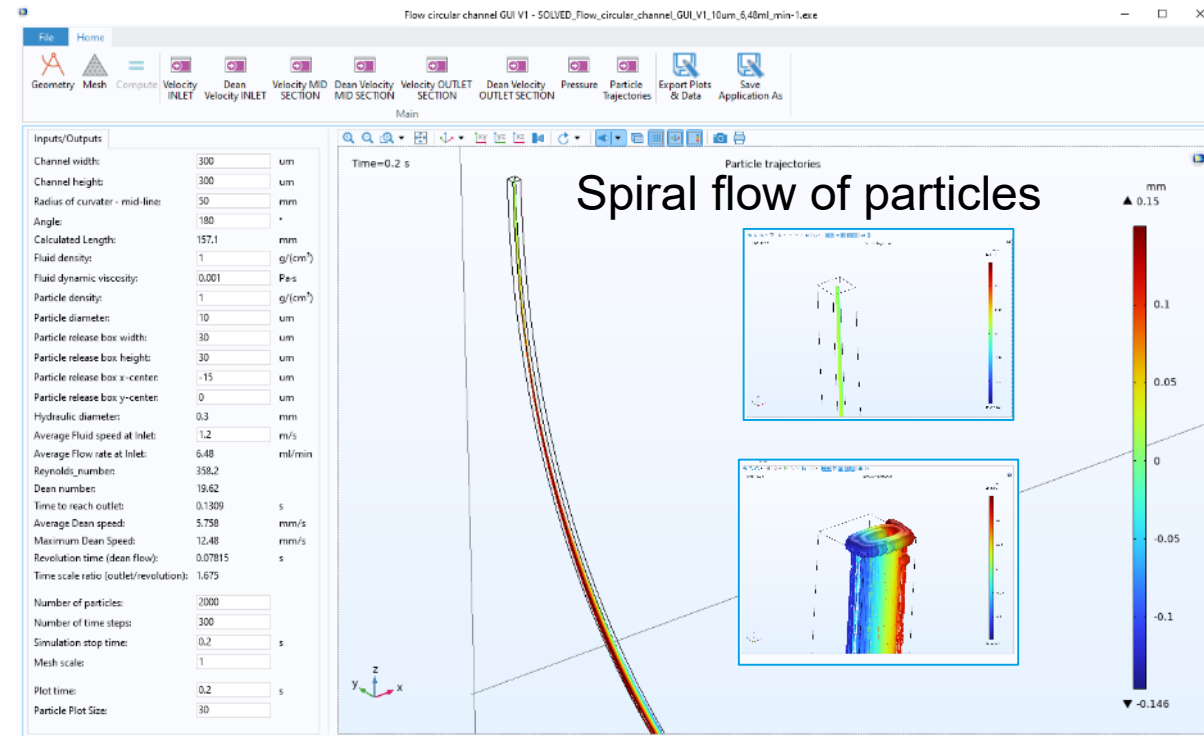 Flow circular channel GUI V1 - SOLVED_Flow_circular_channel_GUI_V1_10um_6,48ml_min-1.exe
File Home
Geometry Mesh Compute Velocity INLET Dean Velocity INLET Velocity MID SECTION Dean Velocity MID SECTION Velocity OUTLET SECTION Dean Velocity OUTLET SECTION Pressure Particle Trajectories Export Plots & Data Save Application As
Main
Inputs/Outputs
Channel width: 300 um
Channel height: 300 um
Radius of curvater - mid-line: 50 mm
Angle: 180 °
Calculated Length: 157.1 mm
Fluid density: 1 g/(cm³)
Fluid dynamic viscosity: 0.001 Pa·s
Particle density: 1 g/(cm³)
Particle diameter: 10 um
Particle release box width: 30 um
Particle release box height: 30 um
Particle release box x-center: -15 um
Particle release box y-center: 0 um
Hydraulic diameter: 0.3 mm
Average Fluid speed at Inlet: 1.2 m/s
Average Flow rate at Inlet: 6.48 ml/min
Reynolds_number: 358.2
Dean number: 19.62
Time to reach outlet: 0.1309 s
Average Dean speed: 5.758 mm/s
Maximum Dean Speed: 12.48 mm/s
Revolution time (dean flow): 0.07815 s
Time scale ratio (outlet/revolution): 1.675
Number of particles: 2000
Number of time steps: 300
Simulation stop time: 0.2 s
Mesh scale: 1
Plot time: 0.2 s
Particle Plot Size: 30
Time=0.2 s
Particle trajectories
Spiral flow of particles
mm
▲ 0.15
0.1
0.05
0
-0.05
-0.1
▼ -0.146
z
y x